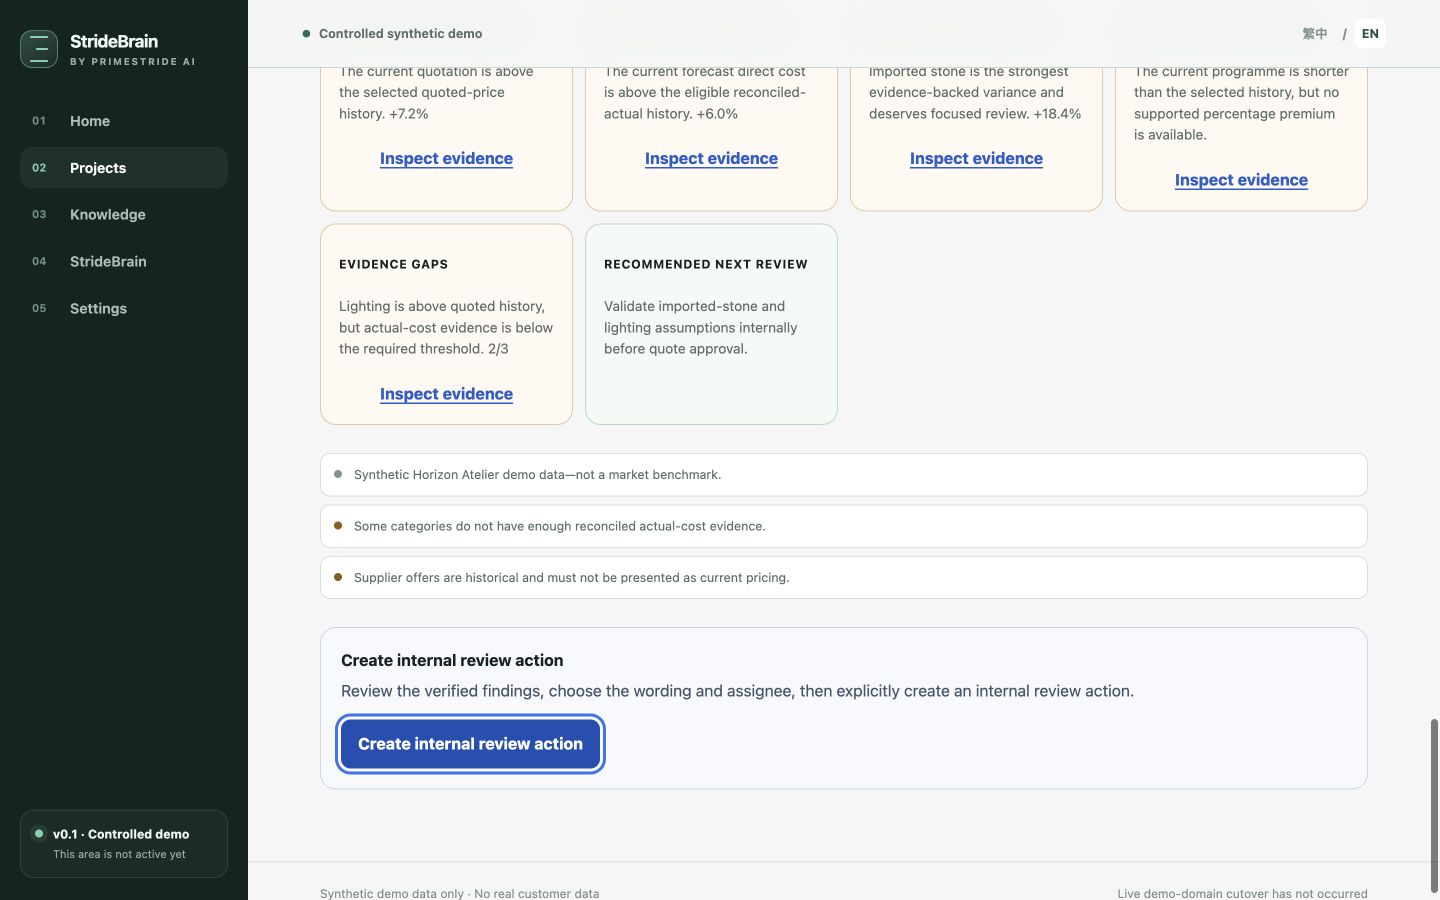 StrideBrain
BY PRIMESTRIDE AI
01 Home
02 Projects
03 Knowledge
04 StrideBrain
05 Settings
v0.1 · Controlled demo
This area is not active yet
Controlled synthetic demo
繁中 / EN
The current quotation is above
the selected quoted-price
history. +7.2%
Inspect evidence
The current forecast direct cost
is above the eligible reconciled-
actual history. +6.0%
Inspect evidence
Imported stone is the strongest
evidence-backed variance and
deserves focused review. +18.4%
Inspect evidence
The current programme is shorter
than the selected history, but no
supported percentage premium
is available.
Inspect evidence
EVIDENCE GAPS
Lighting is above quoted history,
but actual-cost evidence is below
the required threshold. 2/3
Inspect evidence
RECOMMENDED NEXT REVIEW
Validate imported-stone and
lighting assumptions internally
before quote approval.
Synthetic Horizon Atelier demo data—not a market benchmark.
Some categories do not have enough reconciled actual-cost evidence.
Supplier offers are historical and must not be presented as current pricing.
Create internal review action
Review the verified findings, choose the wording and assignee, then explicitly create an internal review action.
Create internal review action
Synthetic demo data only · No real customer data
Live demo-domain cutover has not occurred